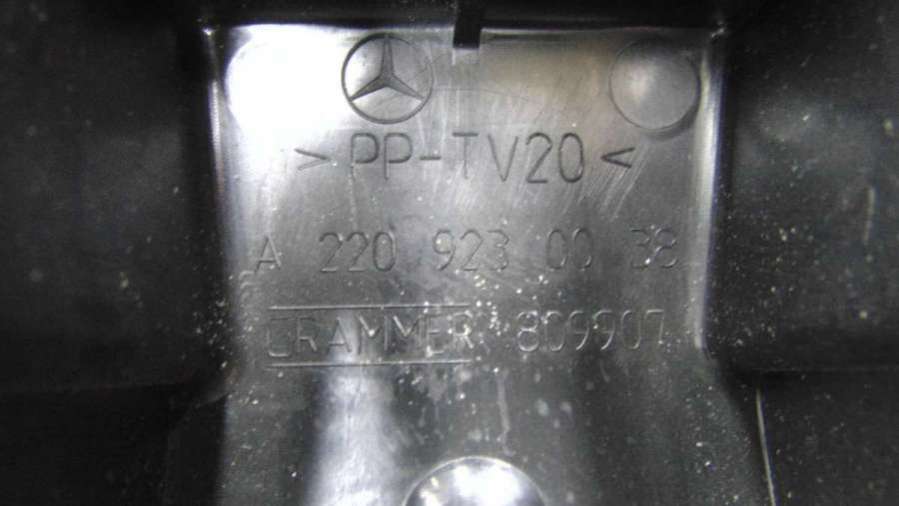 > PP-TV20 <
A 220 923 00 38
GRAMMER 809907